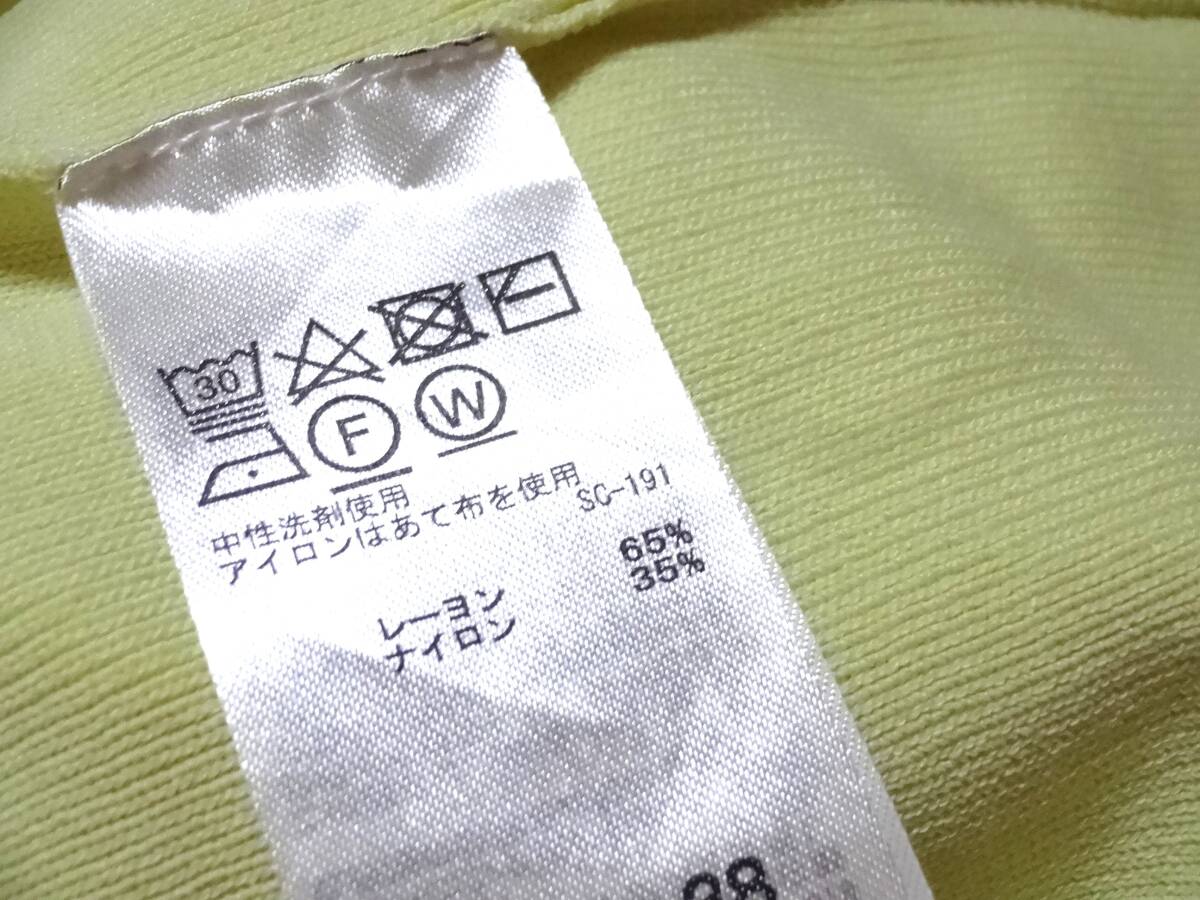 30
F W
中性洗剤使用
アイロンはあて布を使用 SC-191
レーヨン 65%
ナイロン 35%
38